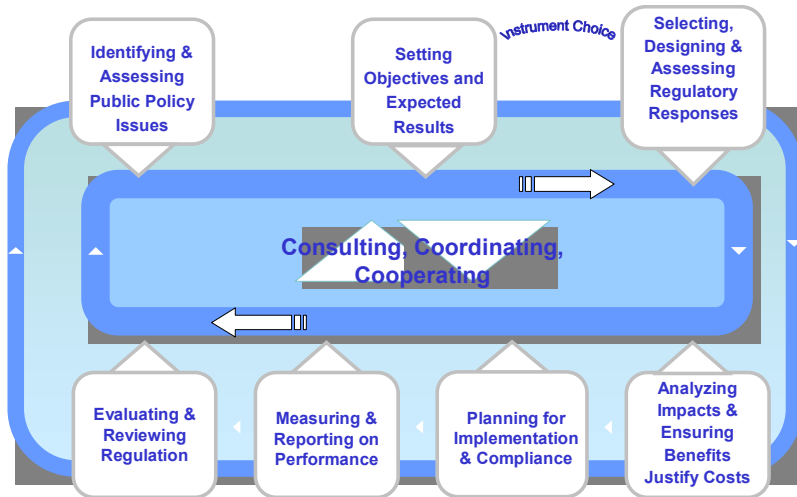 Identifying &
Assessing
Public Policy
Issues
Setting
Objectives and
Expected
Results
Instrument Choice
Selecting,
Designing &
Assessing
Regulatory
Responses
Consulting, Coordinating,
Cooperating
Evaluating &
Reviewing
Regulation
Measuring &
Reporting on
Performance
Planning for
Implementation
& Compliance
Analyzing
Impacts &
Ensuring
Benefits
Justify Costs